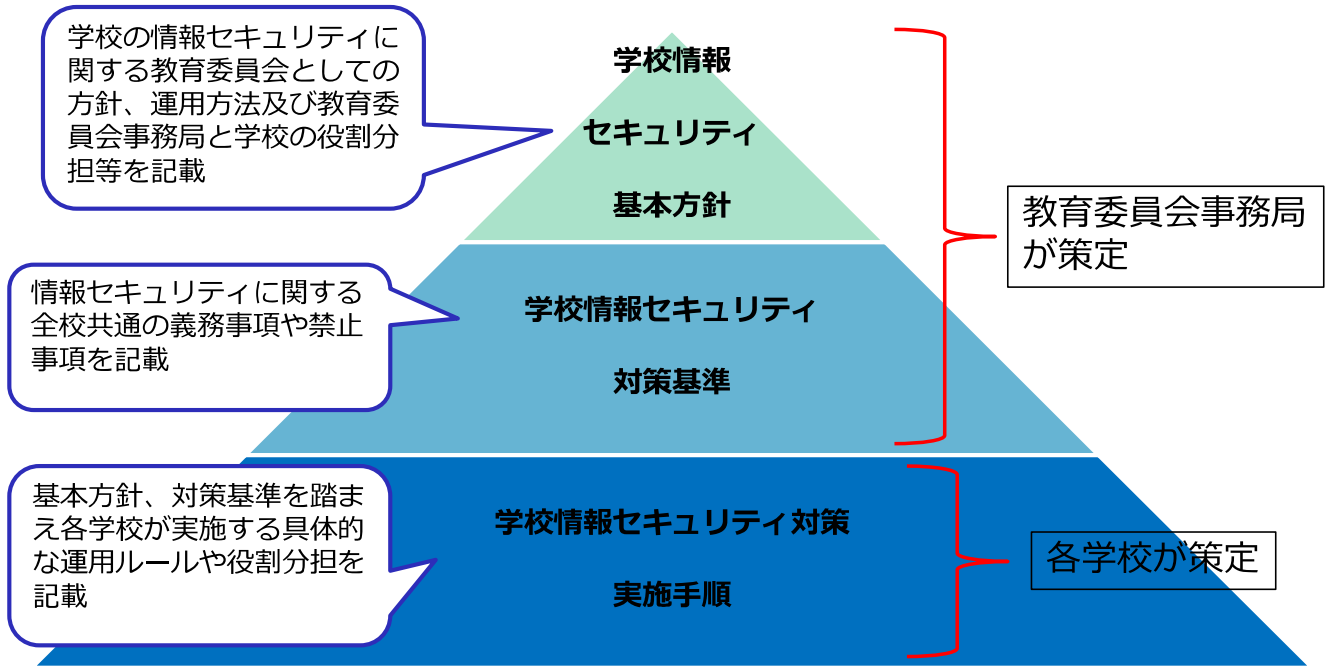 学校の情報セキュリティに
関する教育委員会としての
方針、運用方法及び教育委
員会事務局と学校の役割分
担等を記載
学校情報
セキュリティ
基本方針
教育委員会事務局
が策定
情報セキュリティに関する
全校共通の義務事項や禁止
事項を記載
学校情報セキュリティ
対策基準
基本方針、対策基準を踏ま
え各学校が実施する具体的
な運用ルールや役割分担を
記載
学校情報セキュリティ対策
実施手順
各学校が策定